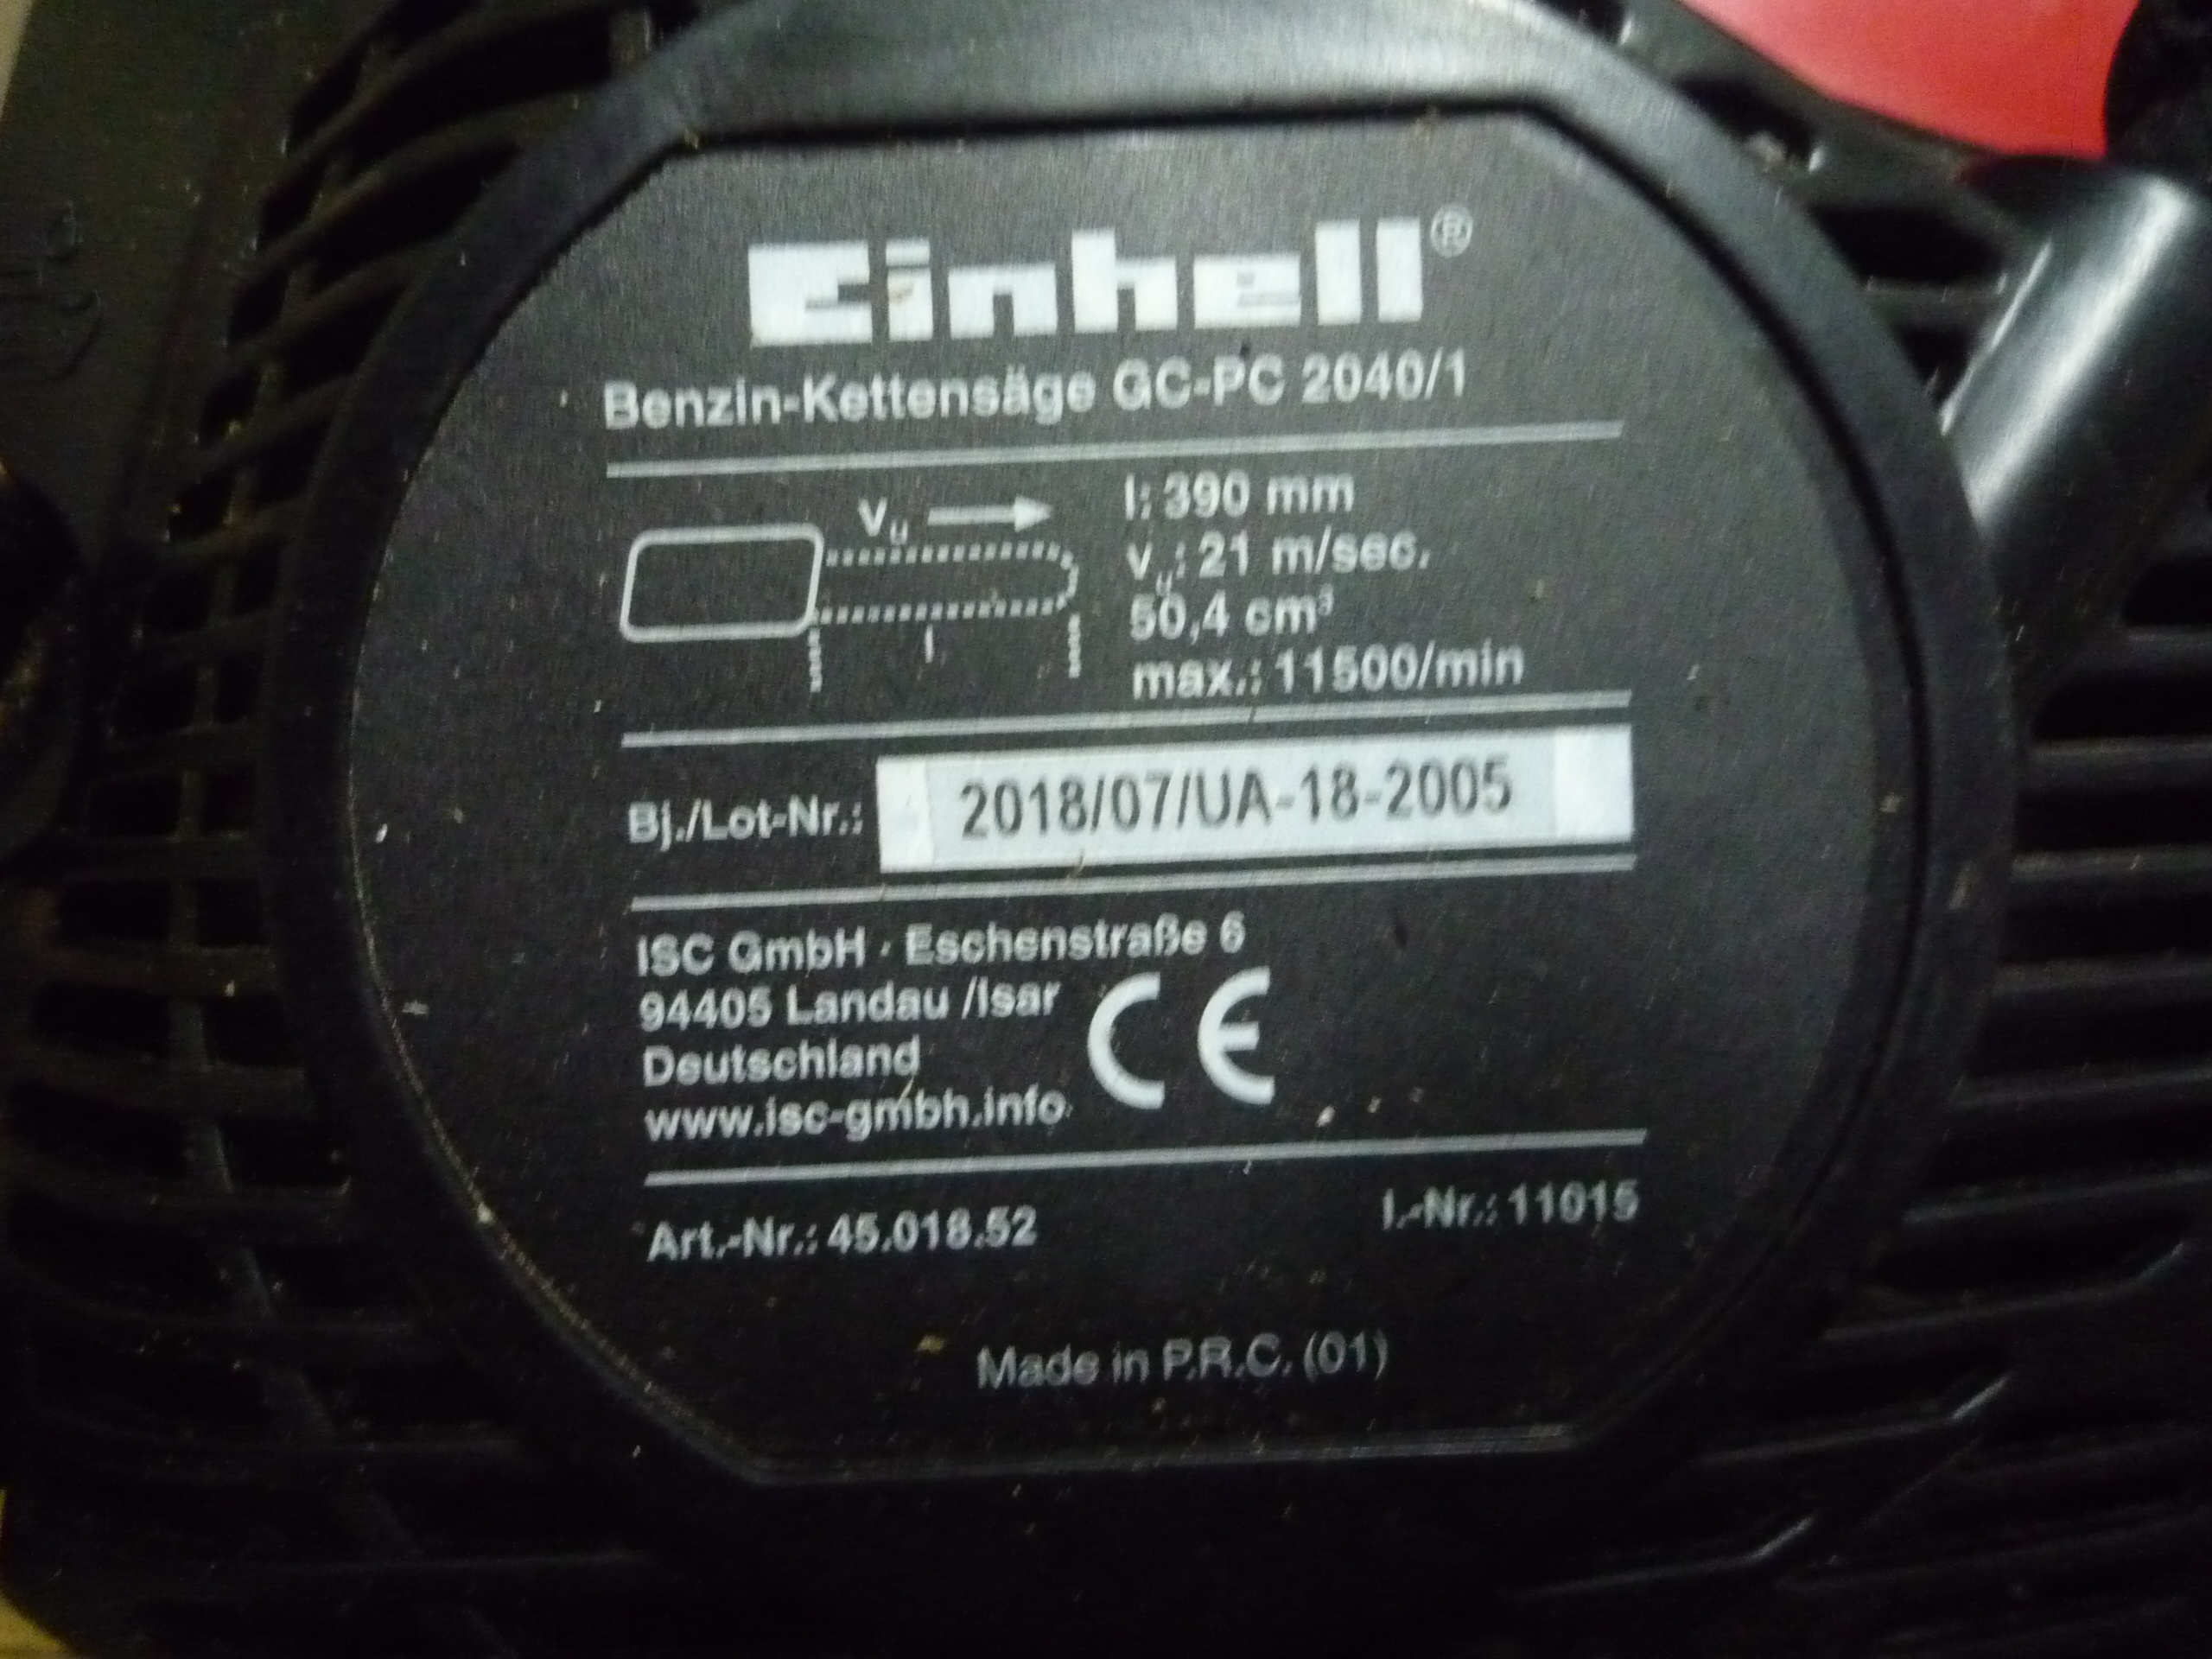 Einhell®
Benzin-Kettensäge GC-PC 2040/1
Vu
l: 390 mm
vu: 21 m/sec.
50,4 cm³
max.: 11500/min
l
Bj./Lot-Nr.: 2018/07/UA-18-2005
ISC GmbH · Eschenstraße 6
94405 Landau /Isar
Deutschland
www.isc-gmbh.info
CE
Art.-Nr.: 45.018.52 I.-Nr.: 11015
Made in P.R.C. (01)